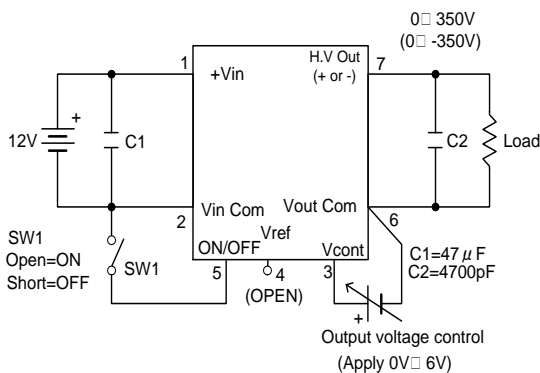 0□ 350V
(0□ -350V)
1
+Vin
H.V Out
(+ or -)
7
12V
+
C1
C2
Load
2
Vin Com
Vout Com
6
SW1
Open=ON
Short=OFF
SW1
ON/OFF
Vref
Vcont
5
4
3
(OPEN)
C1=47μF
C2=4700pF
+
Output voltage control
(Apply 0V□ 6V)